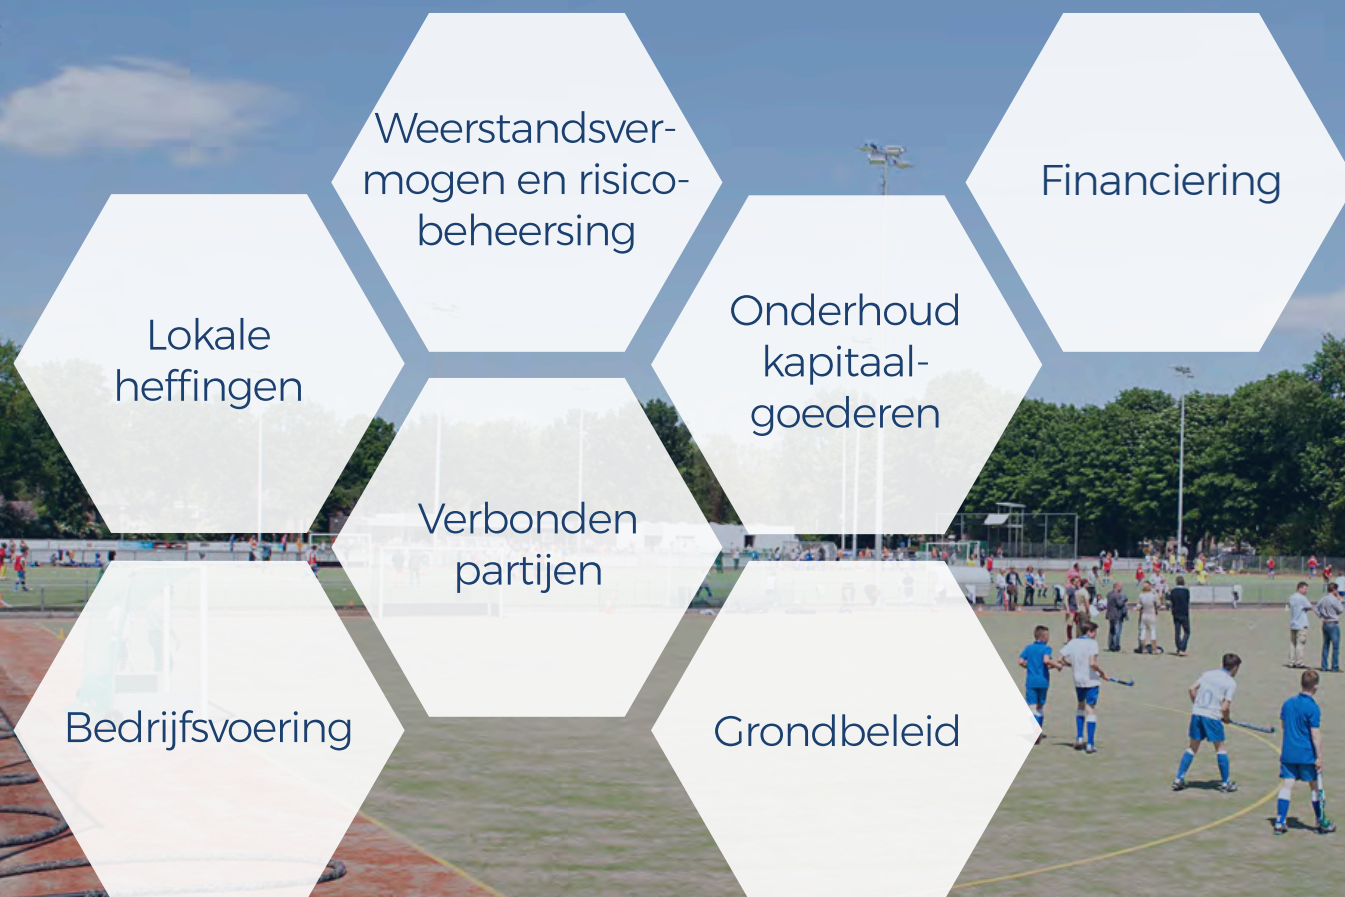 Weerstandsver-
mogen en risico-
beheersing
Financiering
Lokale
heffingen
Onderhoud
kapitaal-
goederen
Verbonden
partijen
Bedrijfsvoering
Grondbeleid